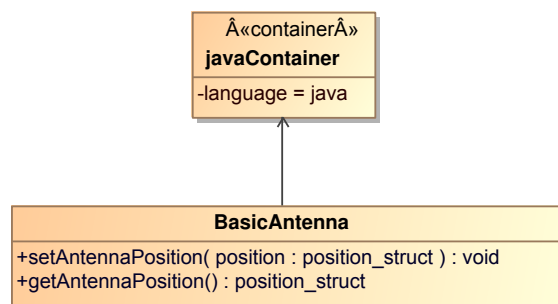 Â«containerÂ»
javaContainer
-language = java
BasicAntenna
+setAntennaPosition( position : position_struct ) : void
+getAntennaPosition() : position_struct